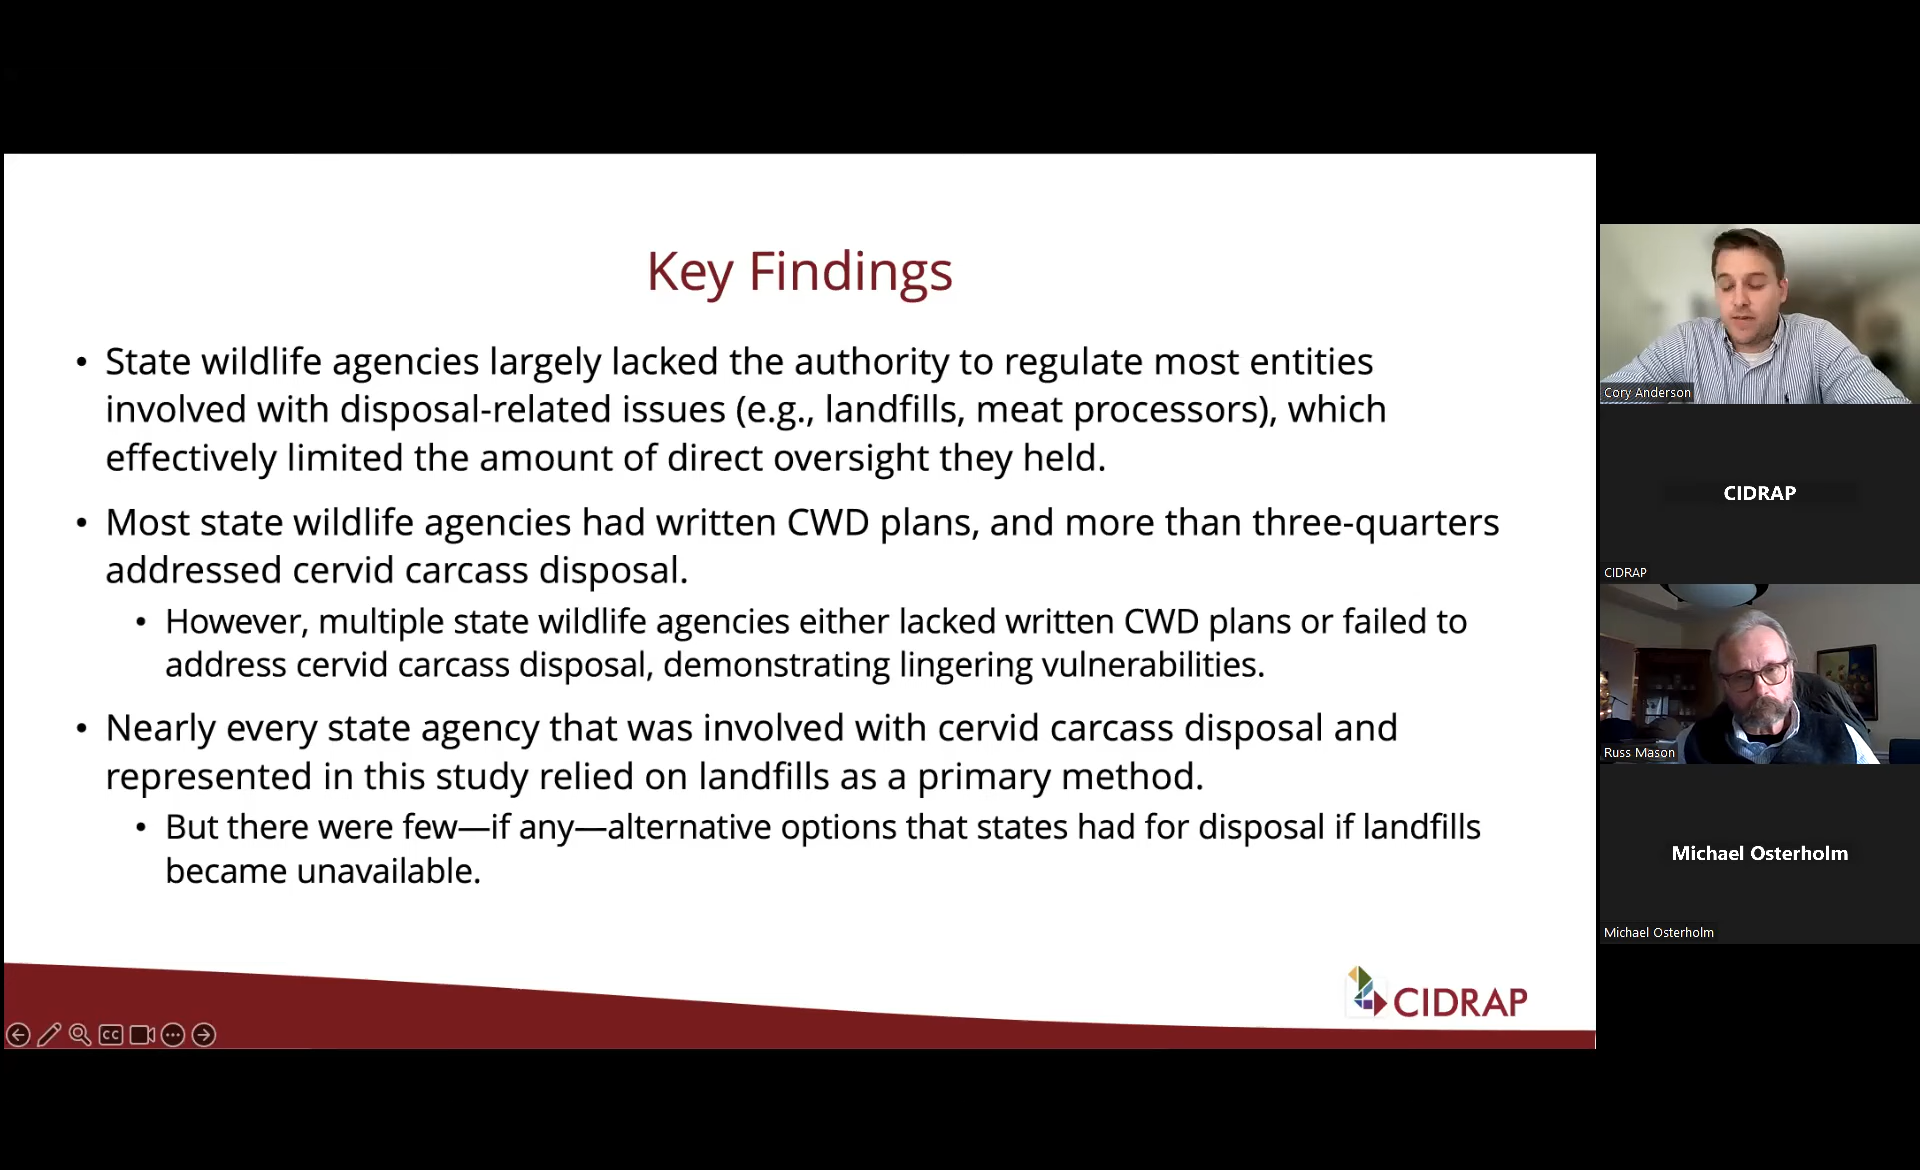 Key Findings
• State wildlife agencies largely lacked the authority to regulate most entities
involved with disposal-related issues (e.g., landfills, meat processors), which
effectively limited the amount of direct oversight they held.
• Most state wildlife agencies had written CWD plans, and more than three-quarters
addressed cervid carcass disposal.
• However, multiple state wildlife agencies either lacked written CWD plans or failed to
address cervid carcass disposal, demonstrating lingering vulnerabilities.
• Nearly every state agency that was involved with cervid carcass disposal and
represented in this study relied on landfills as a primary method.
• But there were few—if any—alternative options that states had for disposal if landfills
became unavailable.
CIDRAP
CC
Cory Anderson
CIDRAP
CIDRAP
Russ Mason
Michael Osterholm
Michael Osterholm